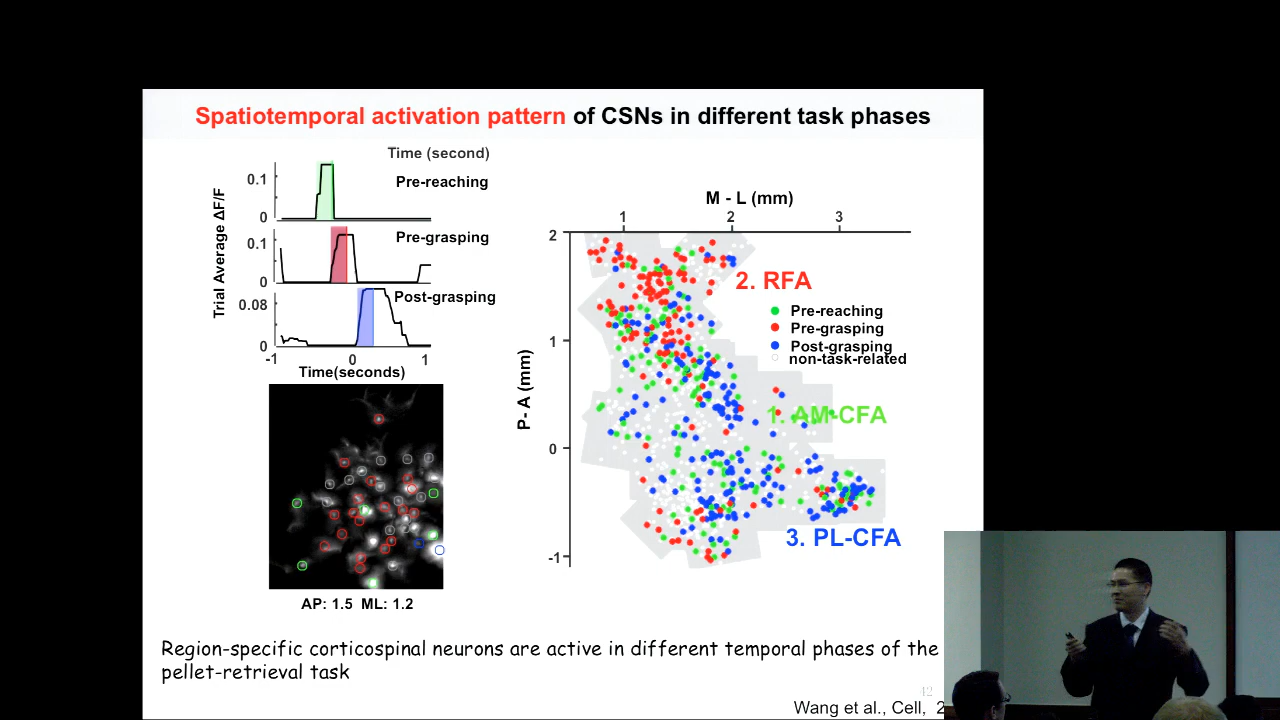 Spatiotemporal activation pattern of CSNs in different task phases
Time (second)
Pre-reaching
0.1
0
Pre-grasping
0.1
0
Post-grasping
0.08
0
Trial Average ΔF/F
-1 0 1
Time(seconds)
AP: 1.5 ML: 1.2
M - L (mm)
1 2 3
2
1
0
-1
P- A (mm)
2. RFA
Pre-reaching
Pre-grasping
Post-grasping
non-task-related
1. AM-CFA
3. PL-CFA
Region-specific corticospinal neurons are active in different temporal phases of the
pellet-retrieval task
42
Wang et al., Cell, 2